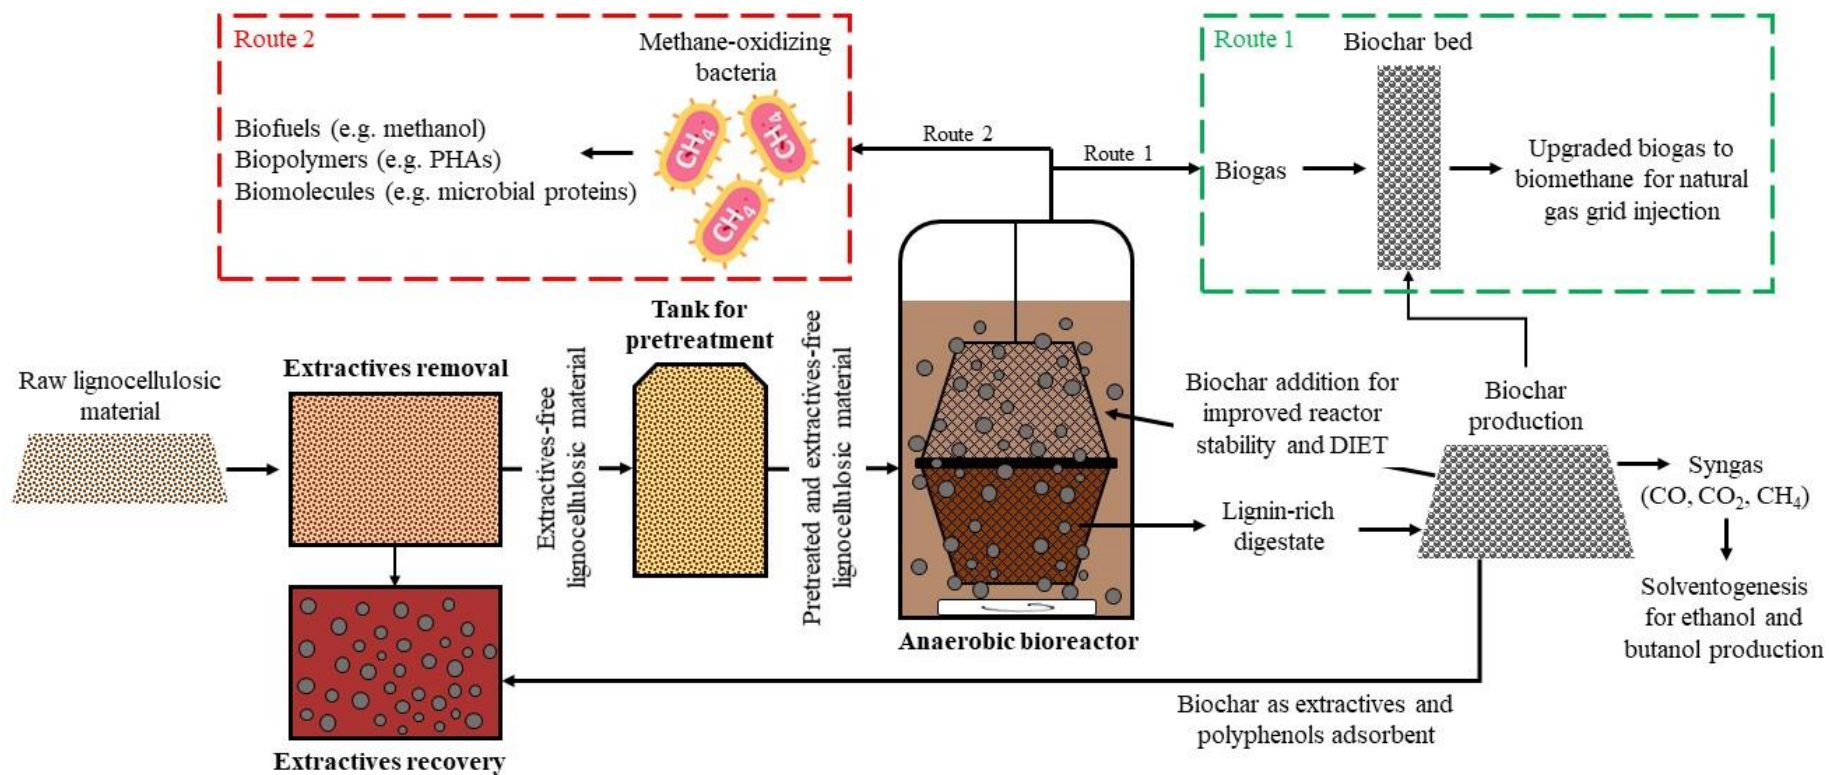 Route 2
Methane-oxidizing
bacteria
Biofuels (e.g. methanol)
Biopolymers (e.g. PHAs)
Biomolecules (e.g. microbial proteins)
CH4
CH4
CH4
Route 2
Route 1
Route 1
Biochar bed
Biogas
Upgraded biogas to
biomethane for natural
gas grid injection
Raw lignocellulosic
material
Extractives removal
Extractives-free
lignocellulosic material
Tank for
pretreatment
Pretreated and extractives-free
lignocellulosic material
Anaerobic bioreactor
Biochar addition for
improved reactor
stability and DIET
Lignin-rich
digestate
Biochar
production
Syngas
(CO, CO2, CH4)
Solventogenesis
for ethanol and
butanol production
Biochar as extractives and
polyphenols adsorbent
Extractives recovery